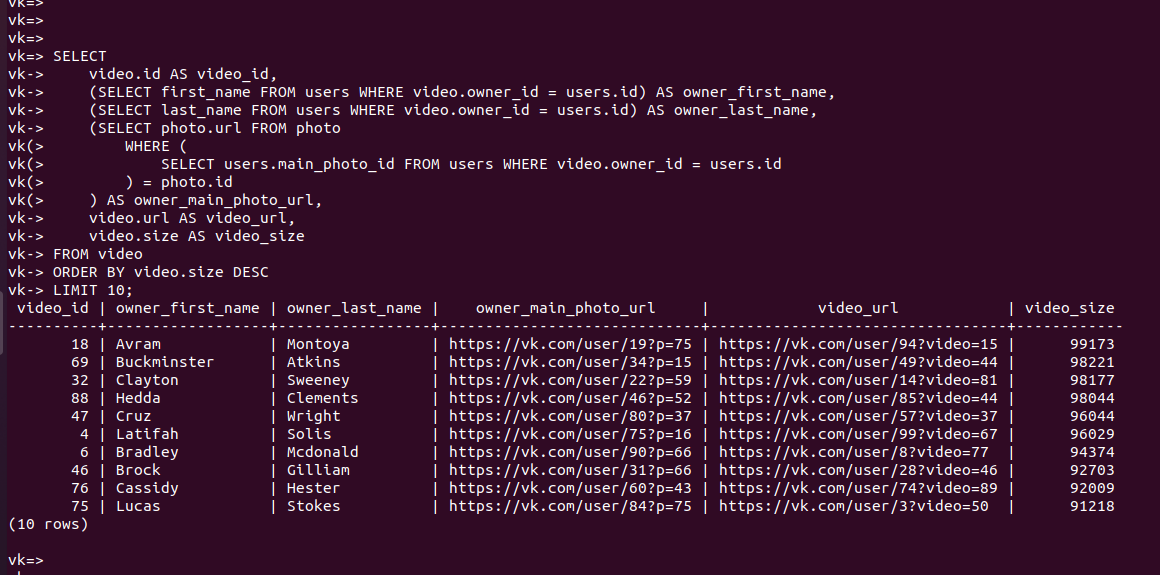 vk=>
vk=>
vk=>
vk=> SELECT
vk->     video.id AS video_id,
vk->     (SELECT first_name FROM users WHERE video.owner_id = users.id) AS owner_first_name,
vk->     (SELECT last_name FROM users WHERE video.owner_id = users.id) AS owner_last_name,
vk->     (SELECT photo.url FROM photo
vk(>         WHERE (
vk(>             SELECT users.main_photo_id FROM users WHERE video.owner_id = users.id
vk(>         ) = photo.id
vk(>     ) AS owner_main_photo_url,
vk->     video.url AS video_url,
vk->     video.size AS video_size
vk-> FROM video
vk-> ORDER BY video.size DESC
vk-> LIMIT 10;
 video_id | owner_first_name | owner_last_name |    owner_main_photo_url     |            video_url            | video_size
----------+------------------+-----------------+-----------------------------+---------------------------------+------------
       18 | Avram            | Montoya         | https://vk.com/user/19?p=75 | https://vk.com/user/94?video=15 |      99173
       69 | Buckminster      | Atkins          | https://vk.com/user/34?p=15 | https://vk.com/user/49?video=44 |      98221
       32 | Clayton          | Sweeney         | https://vk.com/user/22?p=59 | https://vk.com/user/14?video=81 |      98177
       88 | Hedda            | Clements        | https://vk.com/user/46?p=52 | https://vk.com/user/85?video=44 |      98044
       47 | Cruz             | Wright          | https://vk.com/user/80?p=37 | https://vk.com/user/57?video=37 |      96044
        4 | Latifah          | Solis           | https://vk.com/user/75?p=16 | https://vk.com/user/99?video=67 |      96029
        6 | Bradley          | Mcdonald        | https://vk.com/user/90?p=66 | https://vk.com/user/8?video=77  |      94374
       46 | Brock            | Gilliam         | https://vk.com/user/31?p=66 | https://vk.com/user/28?video=46 |      92703
       76 | Cassidy          | Hester          | https://vk.com/user/60?p=43 | https://vk.com/user/74?video=89 |      92009
       75 | Lucas            | Stokes          | https://vk.com/user/84?p=75 | https://vk.com/user/3?video=50  |      91218
(10 rows)
vk=>